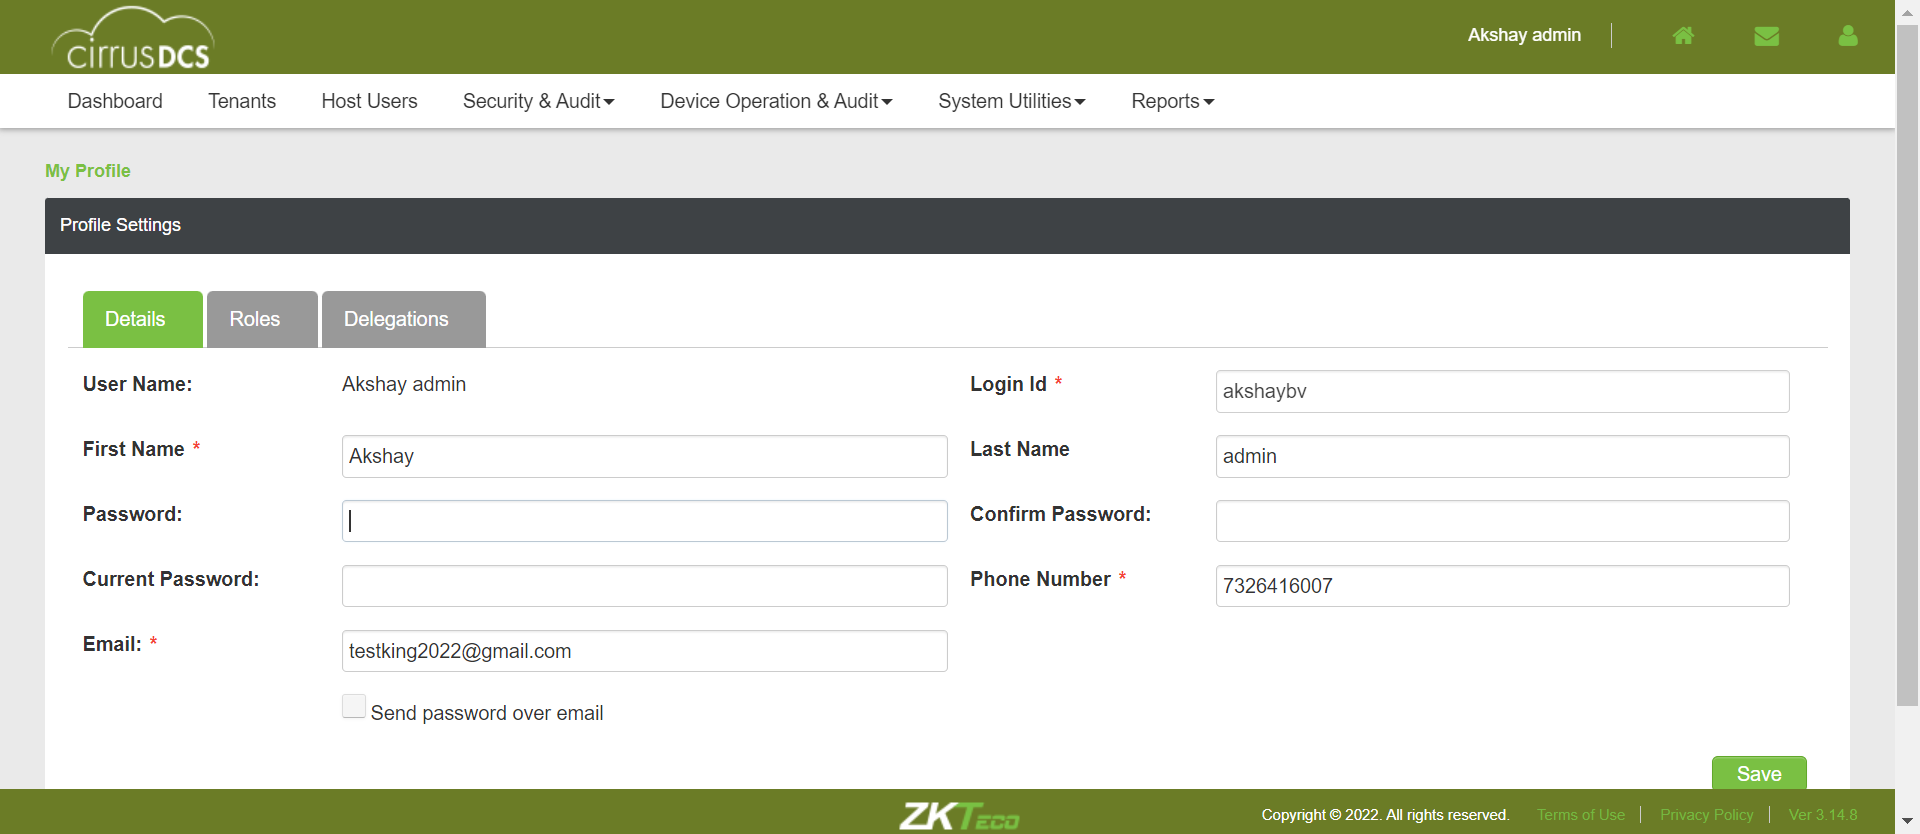 cirrusDCS
Akshay admin
Dashboard Tenants Host Users Security & Audit Device Operation & Audit System Utilities Reports
My Profile
Profile Settings
Details Roles Delegations
User Name: Akshay admin Login Id * akshaybv
First Name * Akshay Last Name admin
Password: Confirm Password:
Current Password: Phone Number * 7326416007
Email: * testking2022@gmail.com
Send password over email
Save
ZKTeco Copyright © 2022. All rights reserved. Terms of Use Privacy Policy Ver 3.14.8